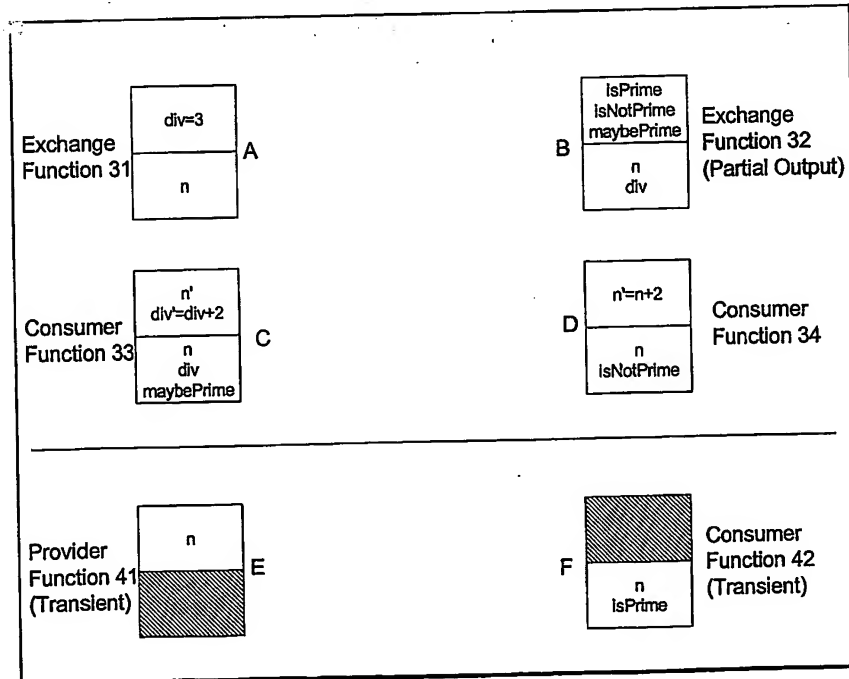 Exchange
Function 31
div=3
n
A
B
isPrime
isNotPrime
maybePrime
n
div
Exchange
Function 32
(Partial Output)
Consumer
Function 33
n'
div'=div+2
n
div
maybePrime
C
D
n'=n+2
n
isNotPrime
Consumer
Function 34
Provider
Function 41
(Transient)
n
E
F
n
isPrime
Consumer
Function 42
(Transient)